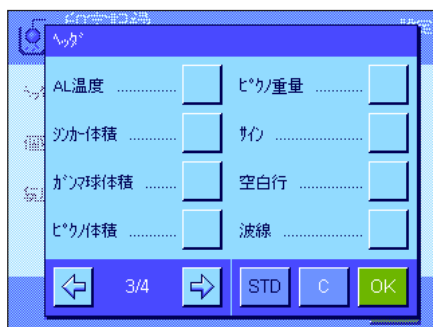 ﾍｯﾀﾞ
AL温度 ..............
ｼﾝｶｰ体積 ...........
ｶﾞﾝﾏ球体積 ........
ﾋﾟｸﾉ体積 ............
ﾋﾟｸﾉ重量 ............
ｻｲﾝ ..................
空白行 ..............
波線 ..................
3/4
STD
C
OK